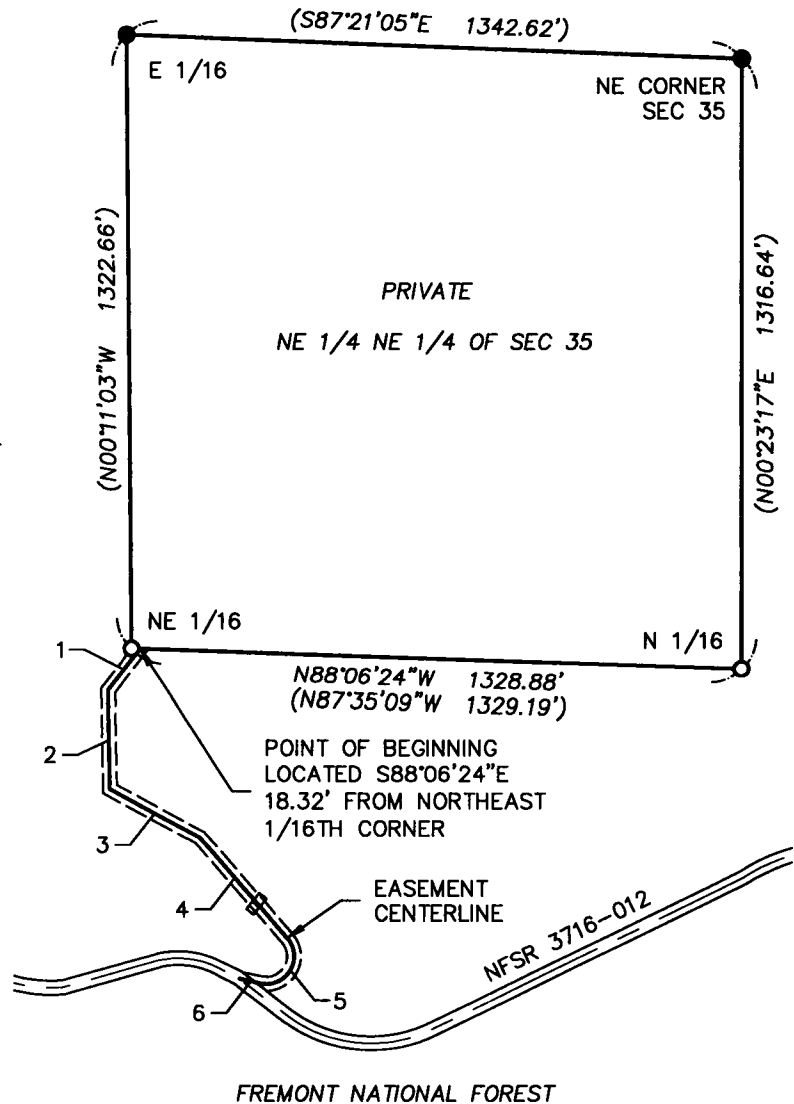 (S87°21'05"E 1342.62')
E 1/16
NE CORNER
SEC 35
(N00°11'03"W 1322.66')
PRIVATE
NE 1/4 NE 1/4 OF SEC 35
(N00°23'17"E 1316.64')
NE 1/16
N 1/16
1
N88°06'24"W 1328.88'
(N87°35'09"W 1329.19')
2
POINT OF BEGINNING
LOCATED S88°06'24"E
18.32' FROM NORTHEAST
1/16TH CORNER
3
4
EASEMENT
CENTERLINE
NFSR 3716-012
5
6
FREMONT NATIONAL FOREST